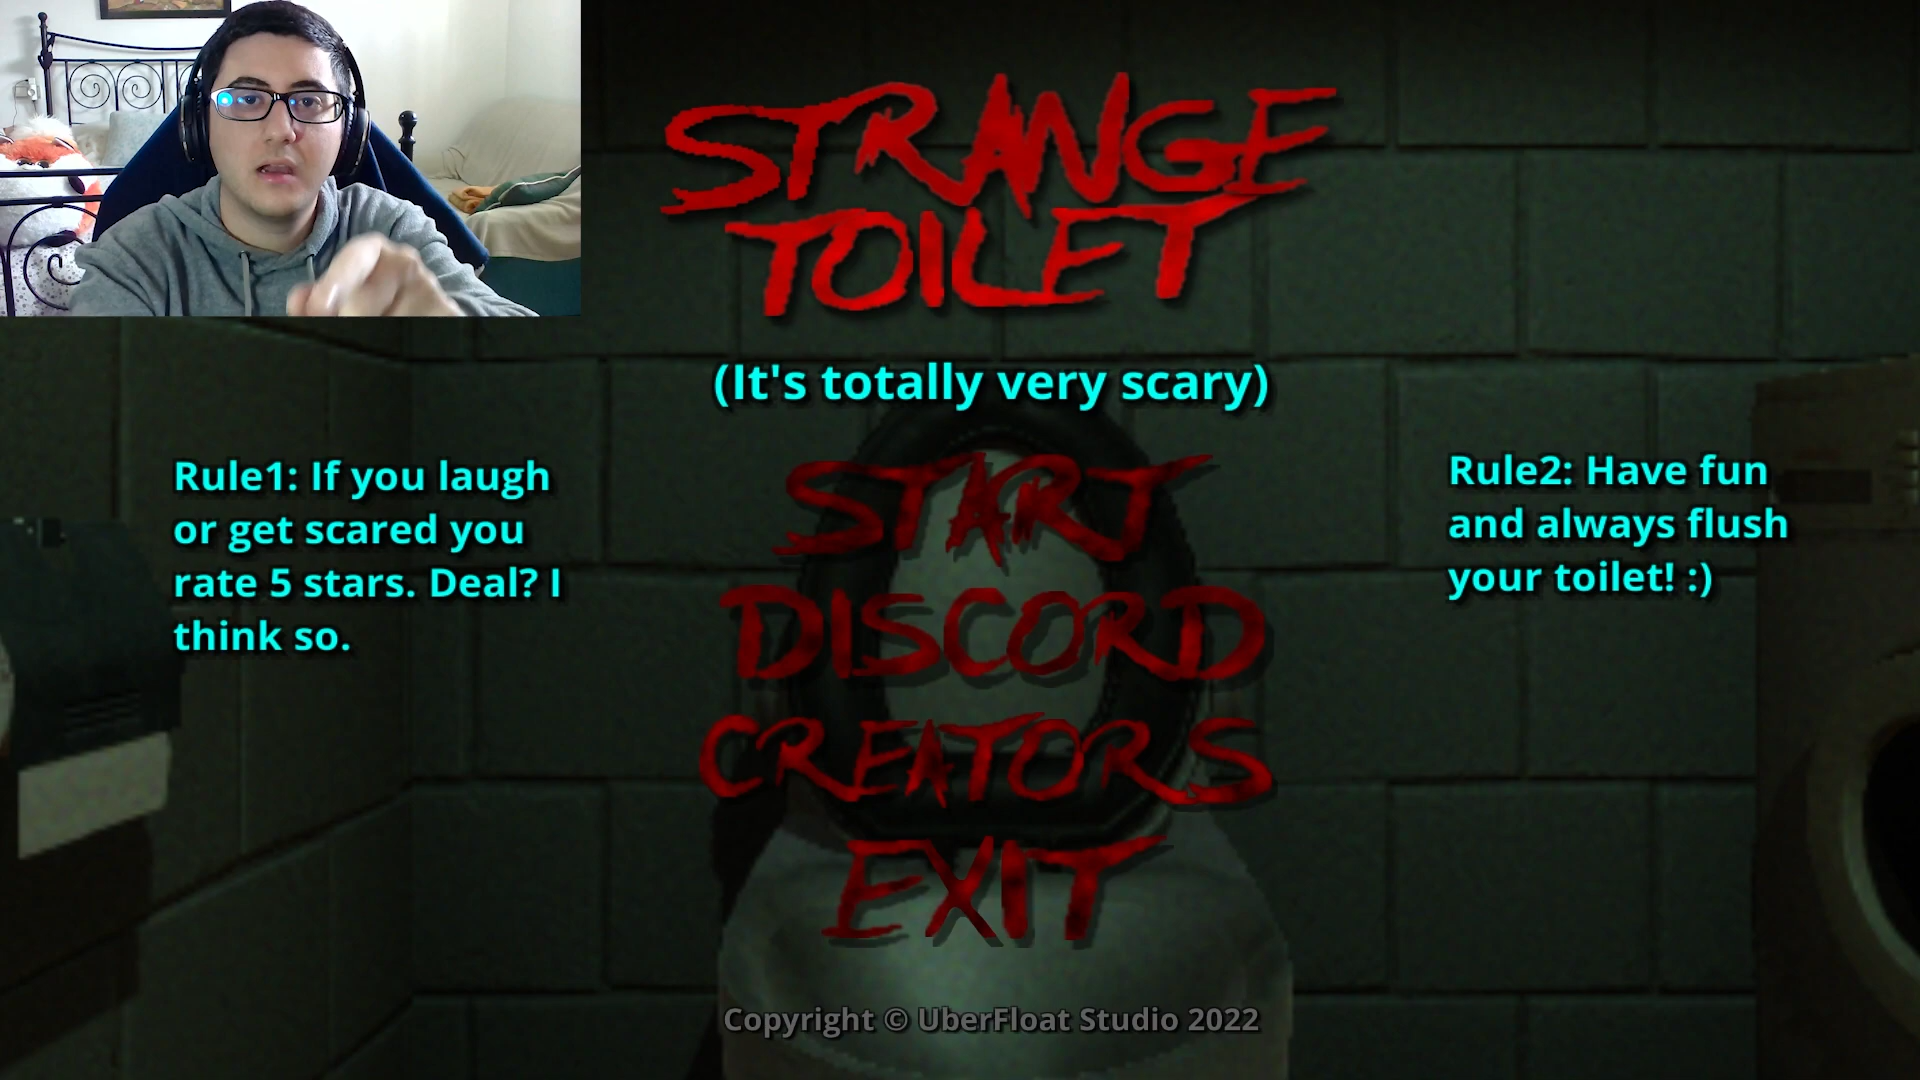 STRANGE
TOILET
(It's totally very scary)
Rule1: If you laugh
or get scared you
rate 5 stars. Deal? I
think so.
Rule2: Have fun
and always flush
your toilet! :)
START
DISCORD
CREATORS
EXIT
Copyright © UberFloat Studio 2022